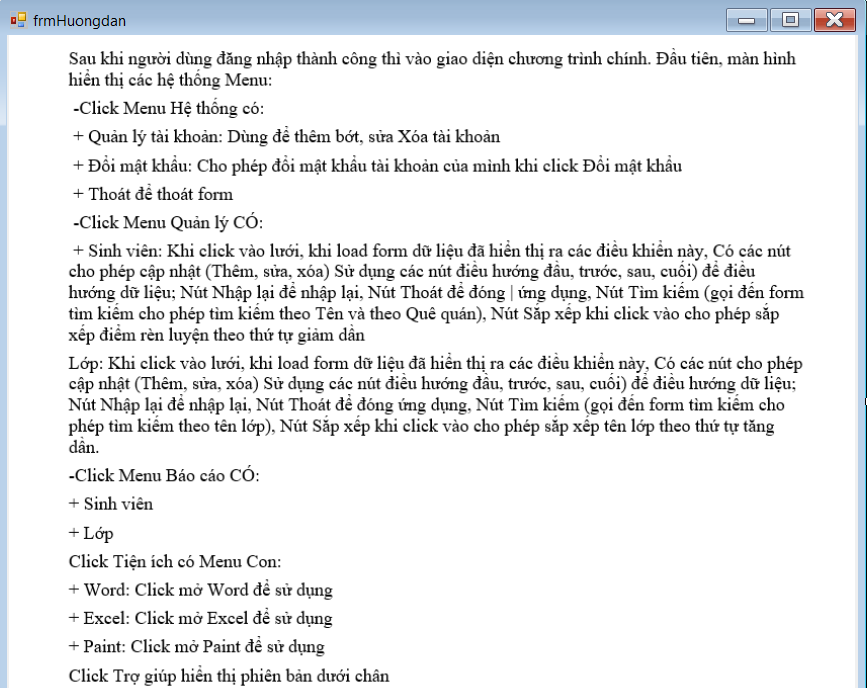 frmHuongdan
Sau khi người dùng đăng nhập thành công thì vào giao diện chương trình chính. Đầu tiên, màn hình
hiển thị các hệ thống Menu:
-Click Menu Hệ thống có:
+ Quản lý tài khoản: Dùng để thêm bớt, sửa Xóa tài khoản
+ Đổi mật khẩu: Cho phép đổi mật khẩu tài khoản của mình khi click Đổi mật khẩu
+ Thoát để thoát form
-Click Menu Quản lý CÓ:
+ Sinh viên: Khi click vào lưới, khi load form dữ liệu đã hiển thị ra các điều khiển này, Có các nút
cho phép cập nhật (Thêm, sửa, xóa) Sử dụng các nút điều hướng đầu, trước, sau, cuối) để điều
hướng dữ liệu; Nút Nhập lại để nhập lại, Nút Thoát để đóng | ứng dụng, Nút Tìm kiếm (gọi đến form
tìm kiếm cho phép tìm kiếm theo Tên và theo Quê quán), Nút Sắp xếp khi click vào cho phép sắp
xếp điểm rèn luyện theo thứ tự giảm dần
Lớp: Khi click vào lưới, khi load form dữ liệu đã hiển thị ra các điều khiển này, Có các nút cho phép
cập nhật (Thêm, sửa, xóa) Sử dụng các nút điều hướng đầu, trước, sau, cuối) để điều hướng dữ liệu;
Nút Nhập lại để nhập lại, Nút Thoát để đóng ứng dụng, Nút Tìm kiếm (gọi đến form tìm kiếm cho
phép tìm kiếm theo tên lớp), Nút Sắp xếp khi click vào cho phép sắp xếp tên lớp theo thứ tự tăng
dần.
-Click Menu Báo cáo CÓ:
+ Sinh viên
+ Lớp
Click Tiện ích có Menu Con:
+ Word: Click mở Word để sử dụng
+ Excel: Click mở Excel để sử dụng
+ Paint: Click mở Paint để sử dụng
Click Trợ giúp hiển thị phiên bản dưới chân